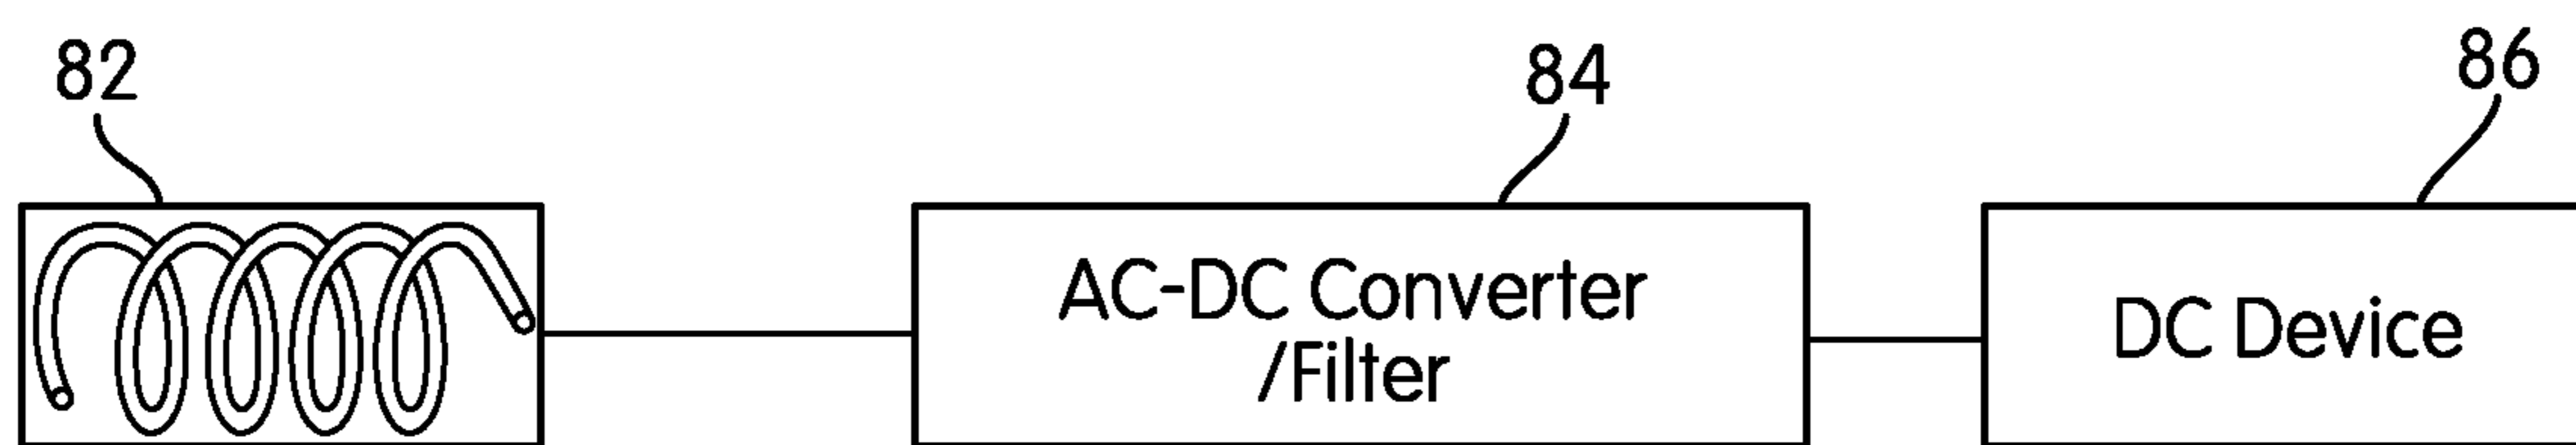 82
84
86
AC-DC Converter
/Filter
DC Device